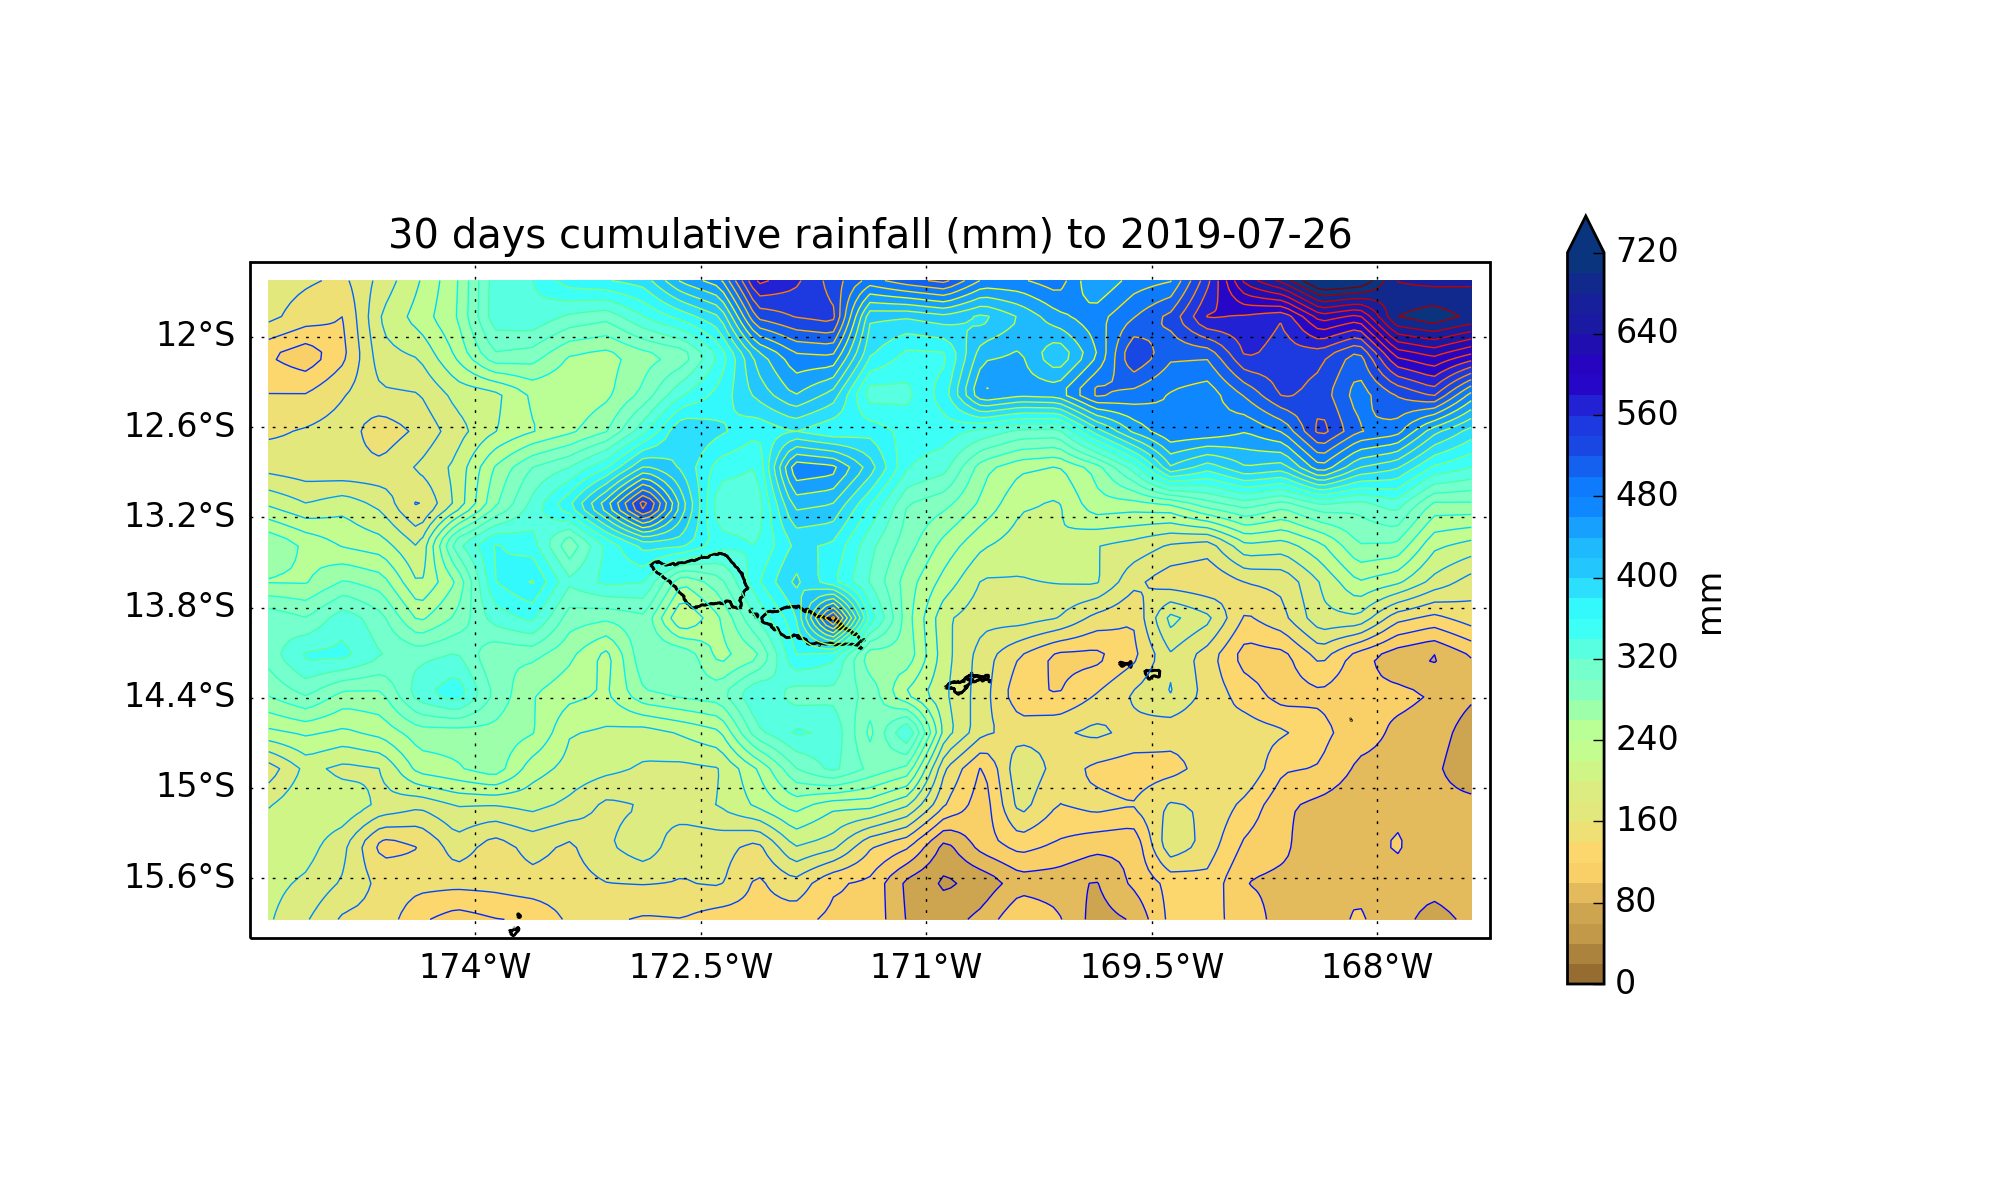 30 days cumulative rainfall (mm) to 2019-07-26
12°S
12.6°S
13.2°S
13.8°S
14.4°S
15°S
15.6°S
174°W
172.5°W
171°W
169.5°W
168°W
720
640
560
480
400
320
240
160
80
0
mm